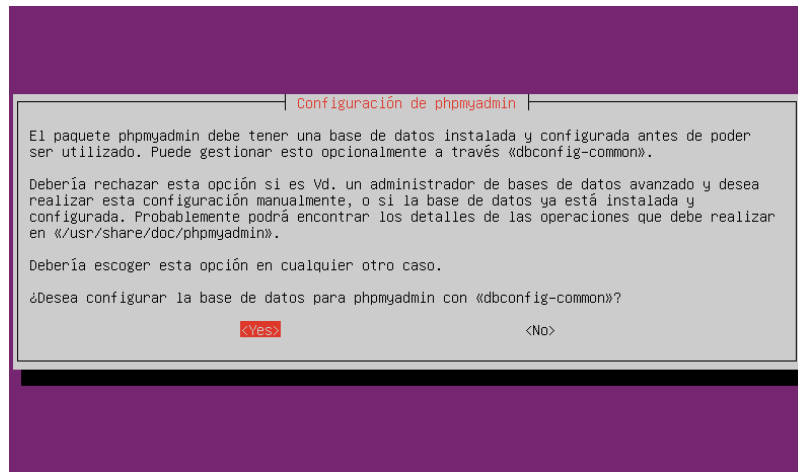 Configuración de phpmyadmin
El paquete phpmyadmin debe tener una base de datos instalada y configurada antes de poder
ser utilizado. Puede gestionar esto opcionalmente a través «dbconfig-common».
Debería rechazar esta opción si es Vd. un administrador de bases de datos avanzado y desea
realizar esta configuración manualmente, o si la base de datos ya está instalada y
configurada. Probablemente podrá encontrar los detalles de las operaciones que debe realizar
en «/usr/share/doc/phpmyadmin».
Debería escoger esta opción en cualquier otro caso.
¿Desea configurar la base de datos para phpmyadmin con «dbconfig-common»?
<Yes> <No>